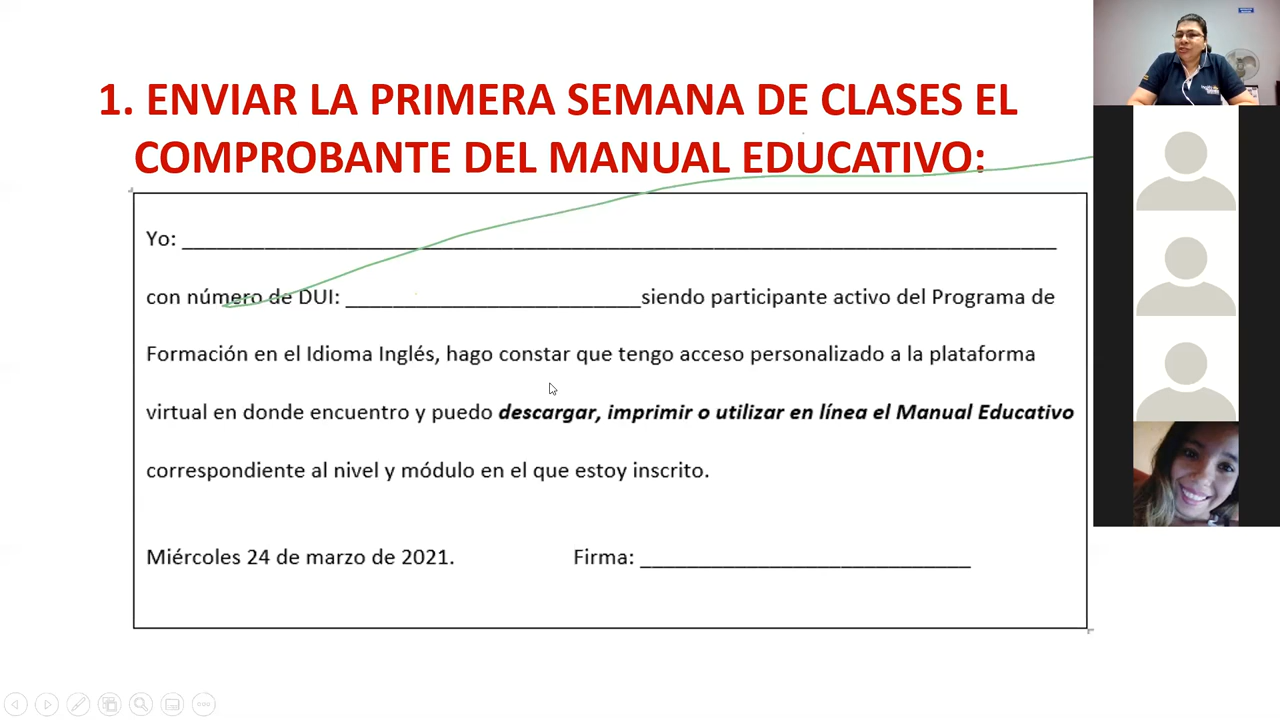 1. ENVIAR LA PRIMERA SEMANA DE CLASES EL
COMPROBANTE DEL MANUAL EDUCATIVO:
Yo: ______________________________
con número de DUI: ____________________siendo participante activo del Programa de
Formación en el Idioma Inglés, hago constar que tengo acceso personalizado a la plataforma
virtual en donde encuentro y puedo descargar, imprimir o utilizar en línea el Manual Educativo
correspondiente al nivel y módulo en el que estoy inscrito.
Miércoles 24 de marzo de 2021. Firma: ______________________